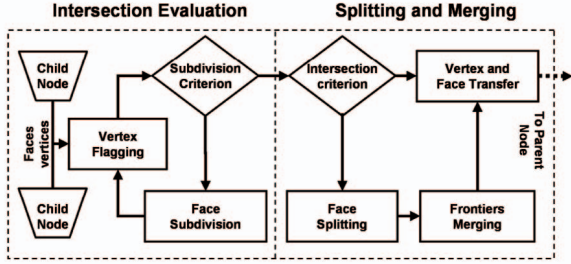 Intersection Evaluation
Splitting and Merging
Child
Node
Subdivision
Criterion
Intersection
criterion
Vertex and
Face Transfer
Faces
vertices
Vertex
Flagging
To Parent
Node
Child
Node
Face
Subdivision
Face
Splitting
Frontiers
Merging